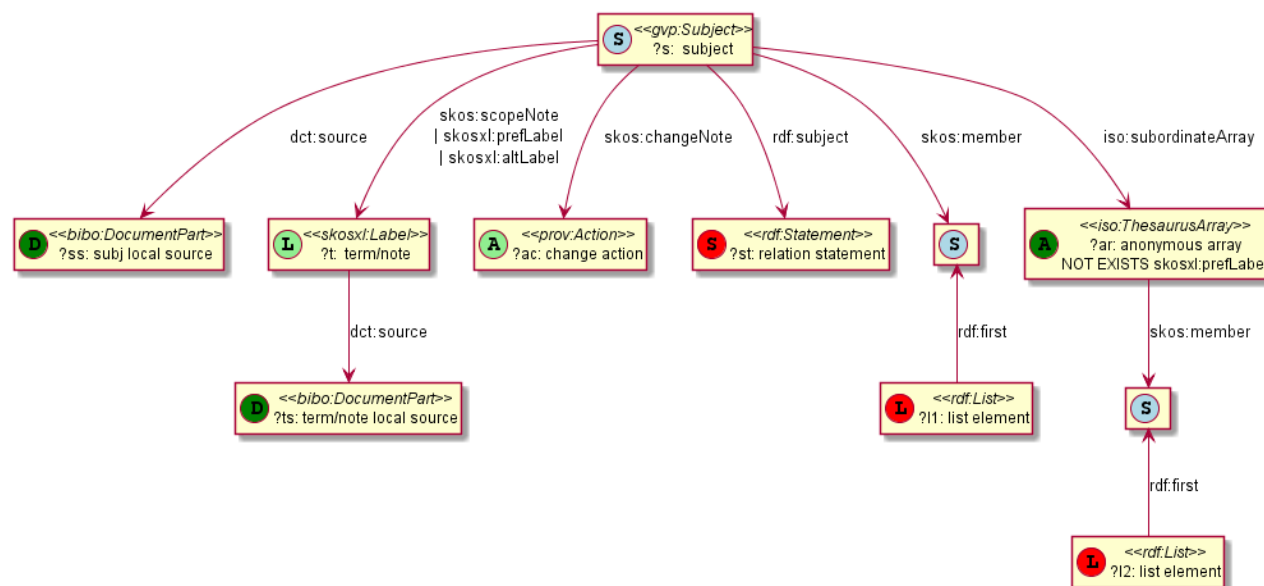 S
<<gvp:Subject>>
?s: subject
dct:source
skos:scopeNote
| skosxl:prefLabel
| skosxl:altLabel
skos:changeNote
rdf:subject
skos:member
iso:subordinateArray
D
<<bibo:DocumentPart>>
?ss: subj local source
L
<<skosxl:Label>>
?t: term/note
A
<<prov:Action>>
?ac: change action
S
<<rdf:Statement>>
?st: relation statement
S
A
<<iso:ThesaurusArray>>
?ar: anonymous array
NOT EXISTS skosxl:prefLabe
dct:source
rdf:first
skos:member
D
<<bibo:DocumentPart>>
?ts: term/note local source
L
<<rdf:List>>
?l1: list element
S
rdf:first
L
<<rdf:List>>
?l2: list element